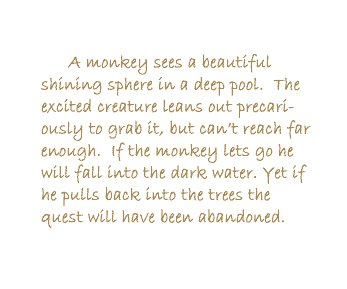 A monkey sees a beautiful
shining sphere in a deep pool. The
excited creature leans out precari-
ously to grab it, but can't reach far
enough. If the monkey lets go he
will fall into the dark water. Yet if
he pulls back into the trees the
quest will have been abandoned.